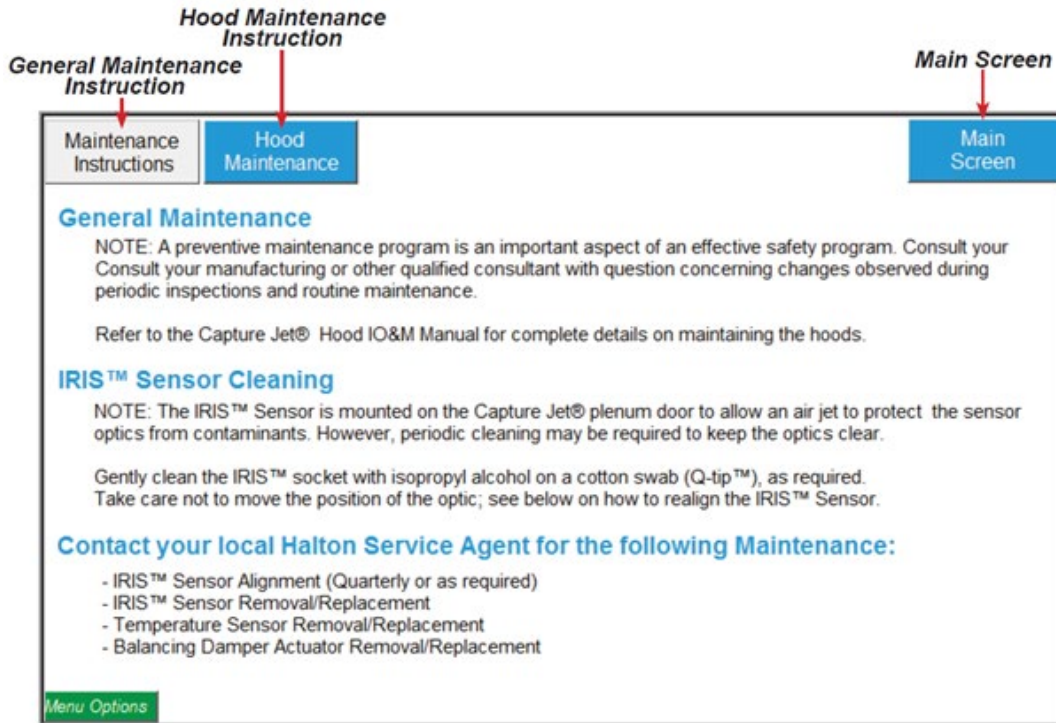 Hood Maintenance
Instruction
General Maintenance
Instruction
Main Screen
Maintenance
Instructions
Hood
Maintenance
Main
Screen
General Maintenance
NOTE: A preventive maintenance program is an important aspect of an effective safety program. Consult your
Consult your manufacturing or other qualified consultant with question concerning changes observed during
periodic inspections and routine maintenance.
Refer to the Capture Jet® Hood IO&M Manual for complete details on maintaining the hoods.
IRIS™ Sensor Cleaning
NOTE: The IRIS™ Sensor is mounted on the Capture Jet® plenum door to allow an air jet to protect the sensor
optics from contaminants. However, periodic cleaning may be required to keep the optics clear.
Gently clean the IRIS™ socket with isopropyl alcohol on a cotton swab (Q-tip™), as required.
Take care not to move the position of the optic; see below on how to realign the IRIS™ Sensor.
Contact your local Halton Service Agent for the following Maintenance:
- IRIS™ Sensor Alignment (Quarterly or as required)
- IRIS™ Sensor Removal/Replacement
- Temperature Sensor Removal/Replacement
- Balancing Damper Actuator Removal/Replacement
Menu Options